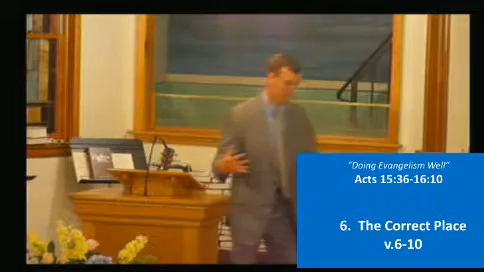 "Doing Evangelism Well"
Acts 15:36-16:10
6. The Correct Place
v.6-10